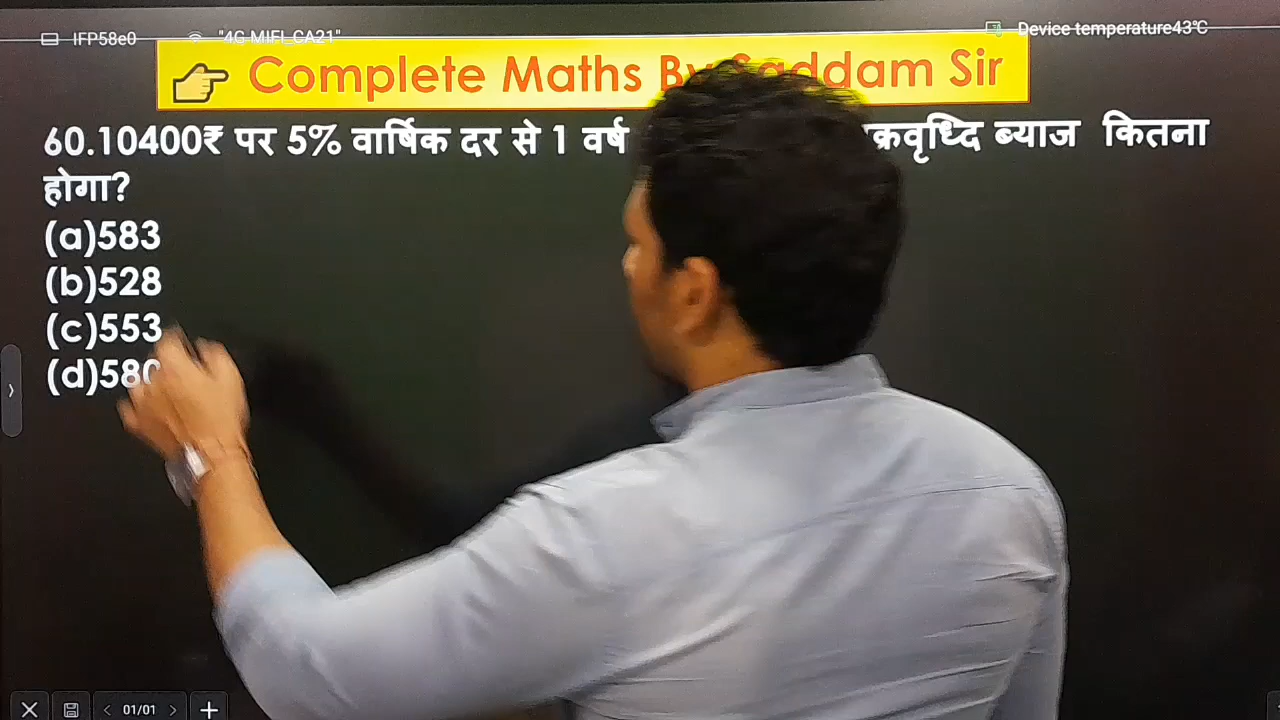 IFP58e0 "4G-MIFI_CA21" Device temperature43℃
Complete Maths By Saddam Sir
60.10400₹ पर 5% वार्षिक दर से 1 वर्ष क्रवृध्दि ब्याज कितना
होगा?
(a)583
(b)528
(c)553
(d)580
01/01